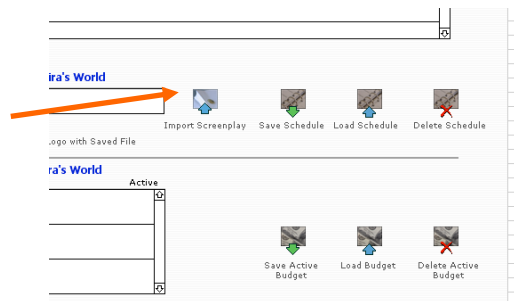 ira's World
Import Screenplay Save Schedule Load Schedule Delete Schedule
Logo with Saved File
ra's World
Active
Save Active Budget Load Budget Delete Active Budget